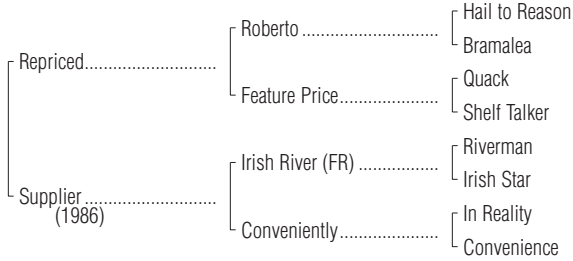 Hail to Reason
Roberto
Bramalea
Repriced
Quack
Feature Price
Shelf Talker
Riverman
Irish River (FR)
Irish Star
Supplier
(1986)
In Reality
Conveniently
Convenience